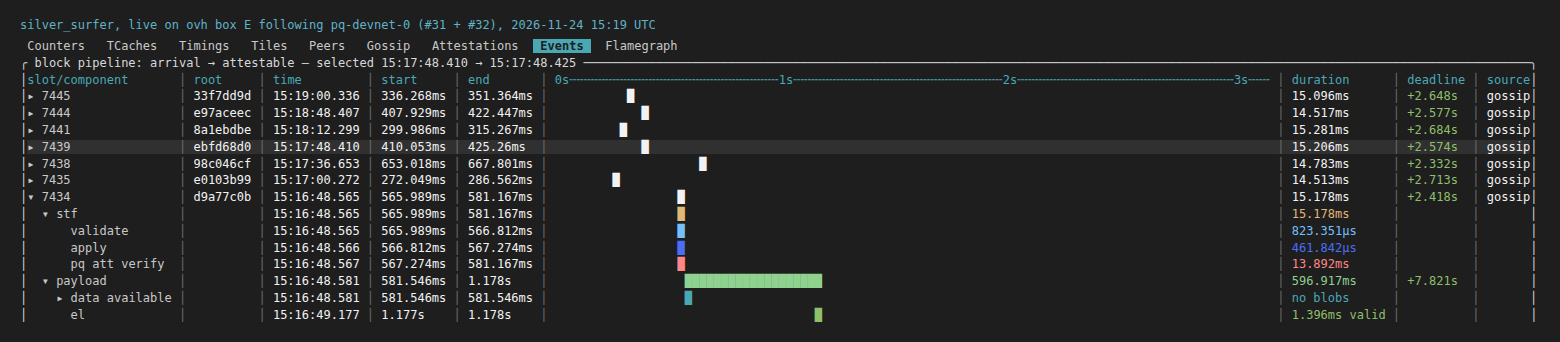 silver_surfer, live on ovh box E following pq-devnet-0 (#31 + #32), 2026-11-24 15:19 UTC
Counters TCaches Timings Tiles Peers Gossip Attestations Events Flamegraph
block pipeline: arrival → attestable — selected 15:17:48.410 → 15:17:48.425
slot/component root time start end 0s 1s 2s 3s duration deadline source
▸ 7445 33f7dd9d 15:19:00.336 336.268ms 351.364ms 15.096ms +2.648s gossip
▸ 7444 e97aceec 15:18:48.407 407.929ms 422.447ms 14.517ms +2.577s gossip
▸ 7441 8a1ebdbe 15:18:12.299 299.986ms 315.267ms 15.281ms +2.684s gossip
▸ 7439 ebfd68d0 15:17:48.410 410.053ms 425.26ms 15.206ms +2.574s gossip
▸ 7438 98c046cf 15:17:36.653 653.018ms 667.801ms 14.783ms +2.332s gossip
▸ 7435 e0103b99 15:17:00.272 272.049ms 286.562ms 14.513ms +2.713s gossip
▾ 7434 d9a77c0b 15:16:48.565 565.989ms 581.167ms 15.178ms +2.418s gossip
▾ stf 15:16:48.565 565.989ms 581.167ms 15.178ms
validate 15:16:48.565 565.989ms 566.812ms 823.351µs
apply 15:16:48.566 566.812ms 567.274ms 461.842µs
pq att verify 15:16:48.567 567.274ms 581.167ms 13.892ms
▾ payload 15:16:48.581 581.546ms 1.178s 596.917ms +7.821s
▸ data available 15:16:48.581 581.546ms 581.546ms no blobs
el 15:16:49.177 1.177s 1.178s 1.396ms valid